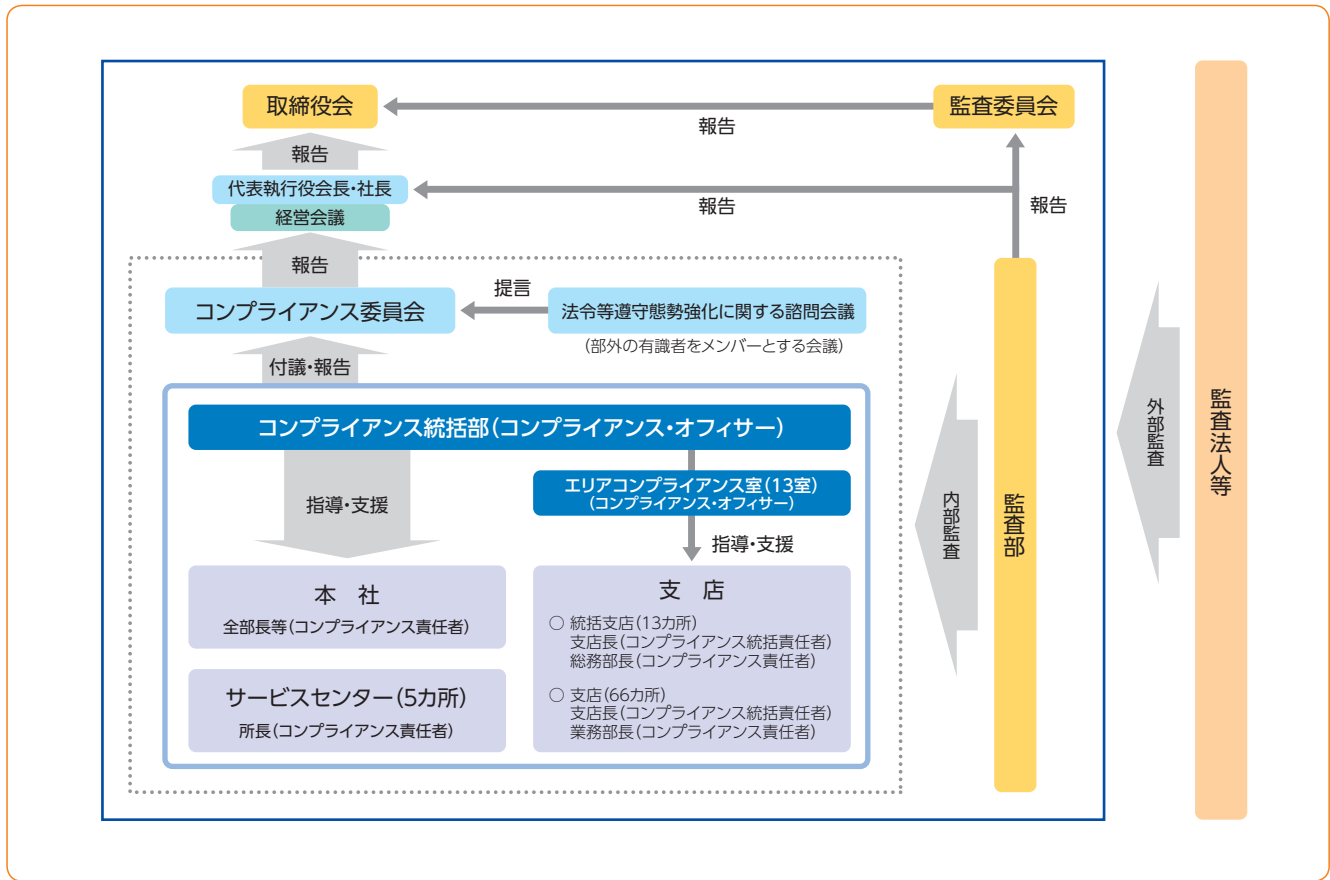 取締役会
監査委員会
報告
報告
代表執行役会長・社長
経営会議
報告
報告
報告
コンプライアンス委員会
提言
法令等遵守態勢強化に関する諮問会議
(部外の有識者をメンバーとする会議)
付議・報告
コンプライアンス統括部(コンプライアンス・オフィサー)
指導・支援
エリアコンプライアンス室(13室)
(コンプライアンス・オフィサー)
指導・支援
本 社
全部長等(コンプライアンス責任者)
サービスセンター(5カ所)
所長(コンプライアンス責任者)
支 店
○ 統括支店(13カ所)
支店長(コンプライアンス統括責任者)
総務部長(コンプライアンス責任者)
○ 支店(66カ所)
支店長(コンプライアンス統括責任者)
業務部長(コンプライアンス責任者)
内部監査
監査部
外部監査
監査法人等